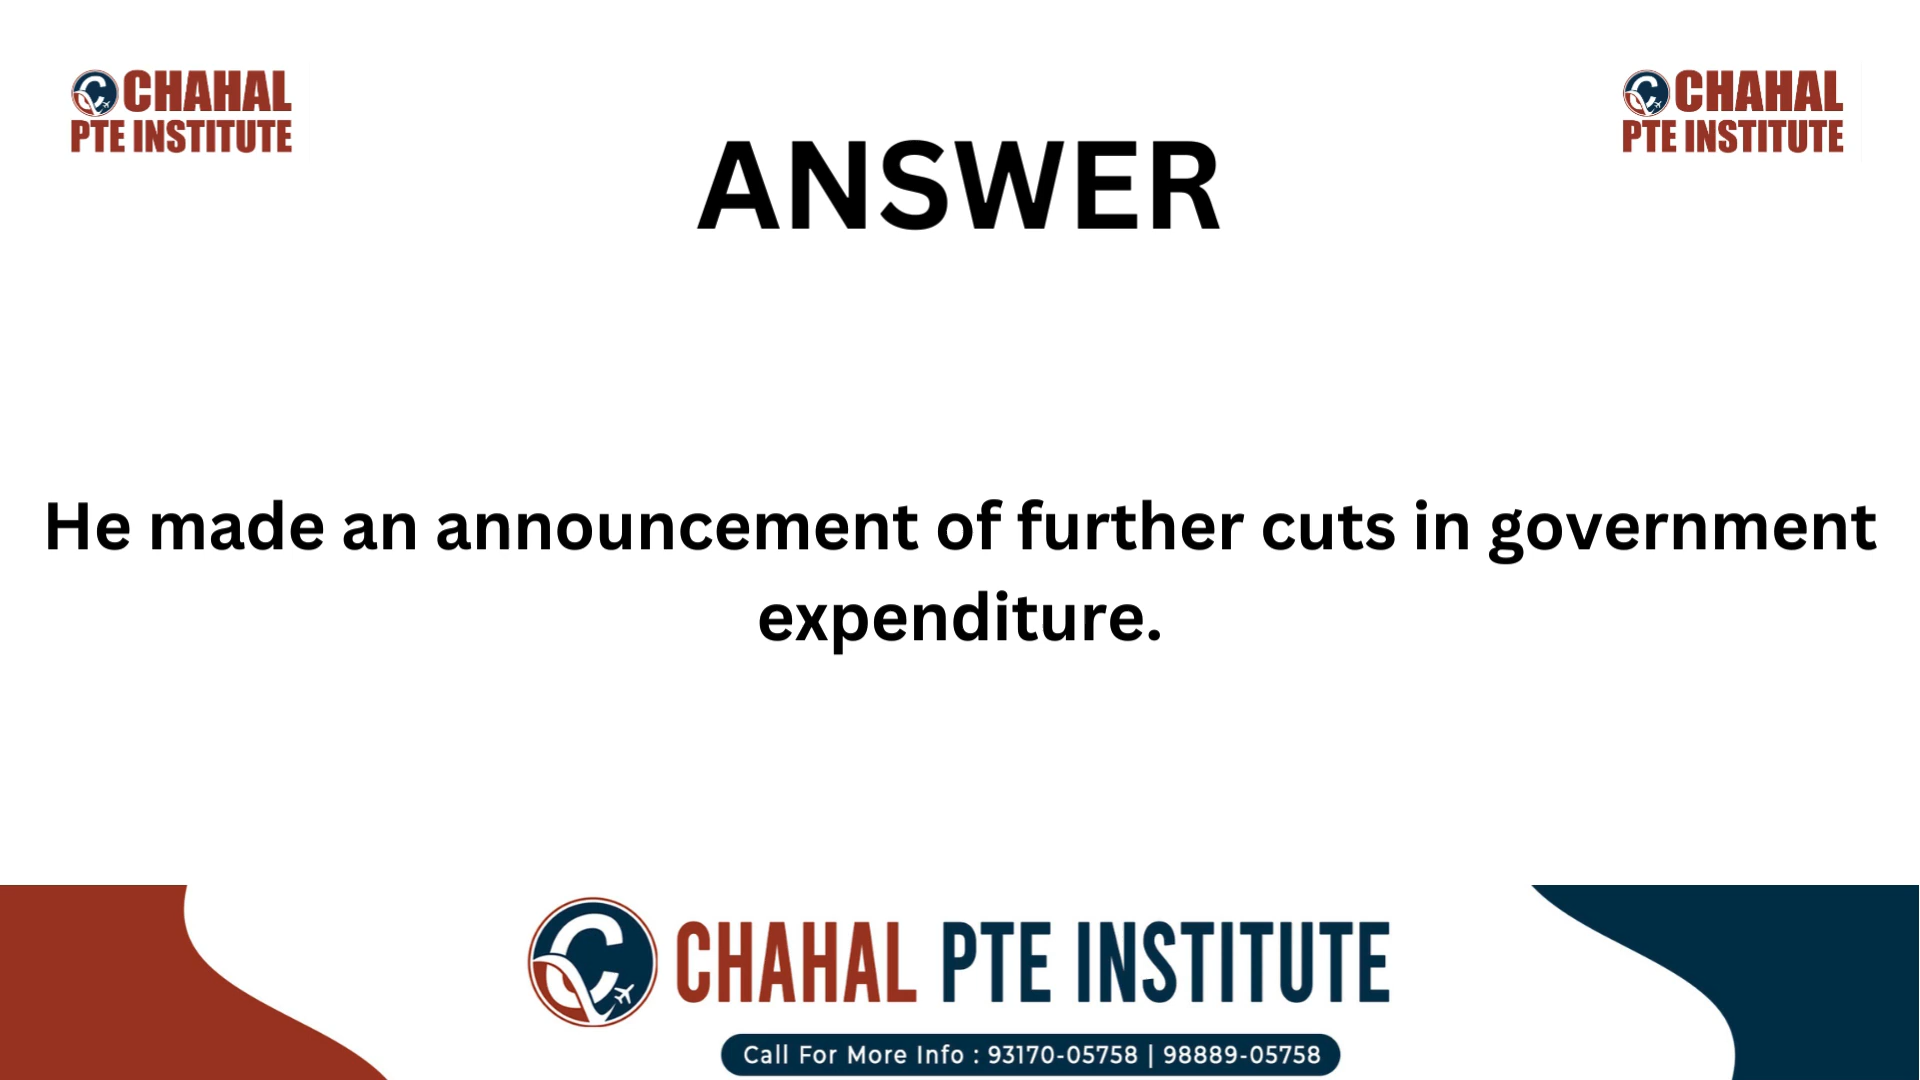 CHAHAL
PTE INSTITUTE
CHAHAL
PTE INSTITUTE
ANSWER
He made an announcement of further cuts in government
expenditure.
CHAHAL PTE INSTITUTE
Call For More Info : 93170-05758 | 98889-05758